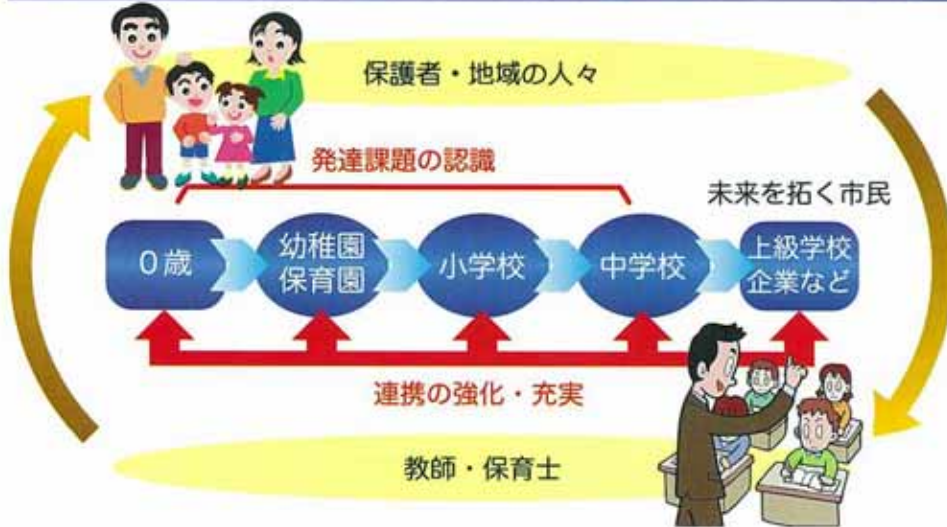 保護者・地域の人々
発達課題の認識
未来を拓く市民
0歳
幼稚園
保育園
小学校
中学校
上級学校
企業など
連携の強化・充実
教師・保育士